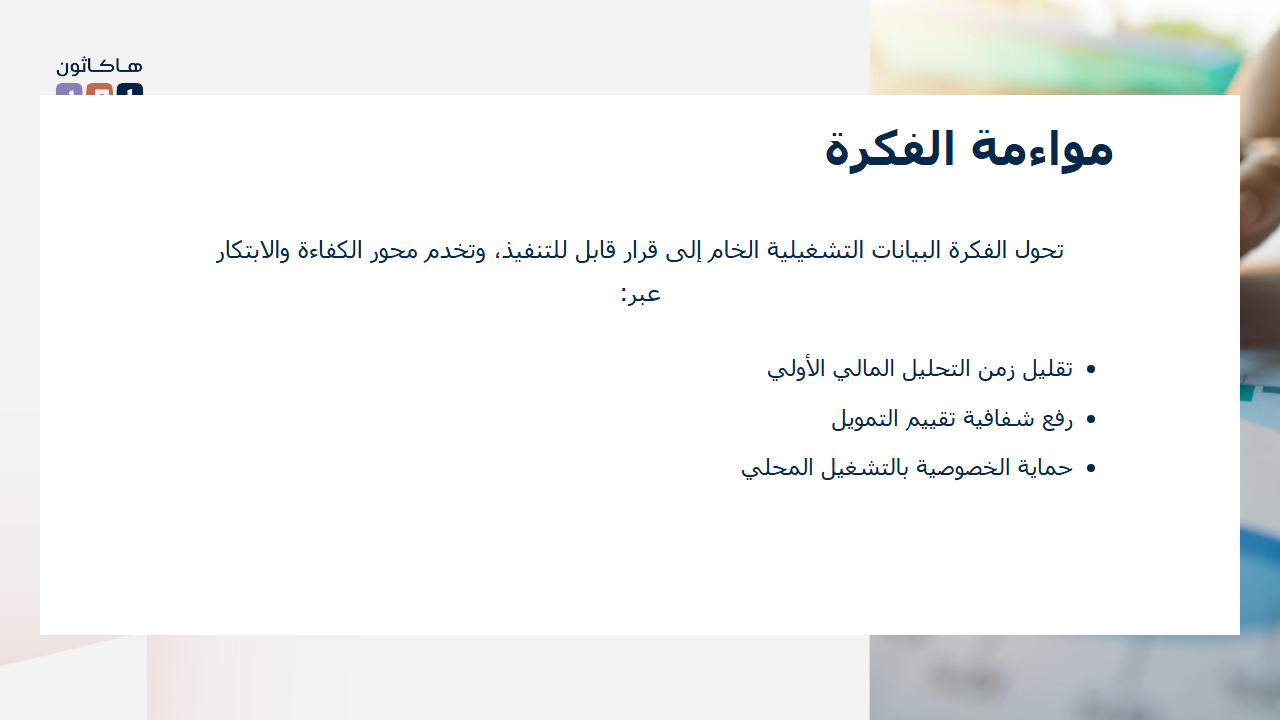 هاكاثون
مواءمة الفكرة
تحول الفكرة البيانات التشغيلية الخام إلى قرار قابل للتنفيذ، وتخدم محور الكفاءة والابتكار
عبر:
• تقليل زمن التحليل المالي الأولي
• رفع شفافية تقييم التمويل
• حماية الخصوصية بالتشغيل المحلي